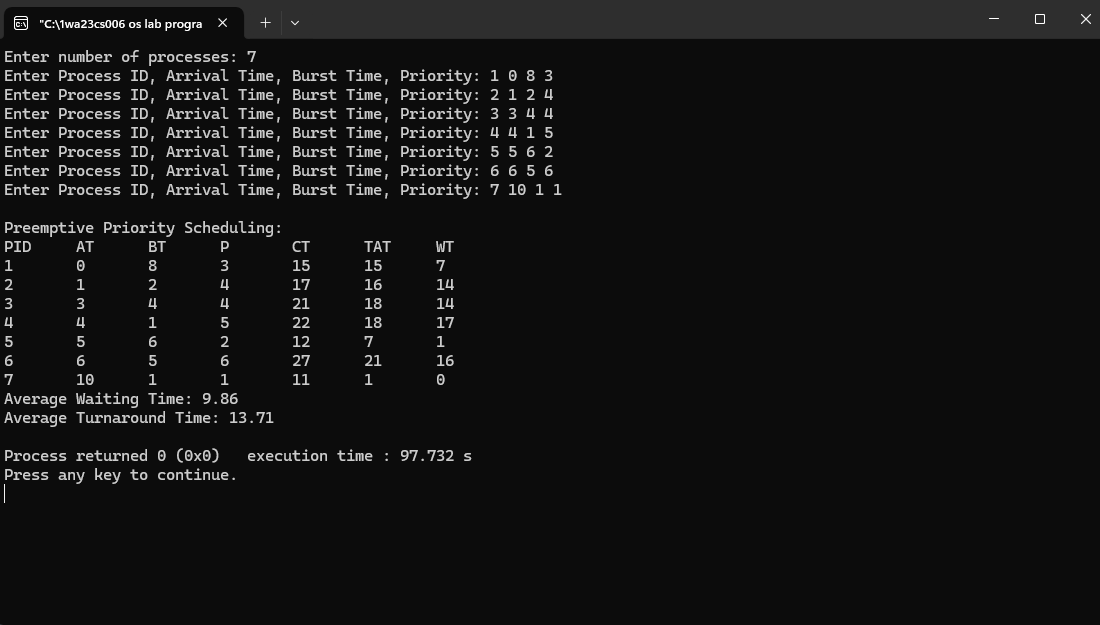 "C:\1wa23cs006 os lab progra
Enter number of processes: 7
Enter Process ID, Arrival Time, Burst Time, Priority: 1 0 8 3
Enter Process ID, Arrival Time, Burst Time, Priority: 2 1 2 4
Enter Process ID, Arrival Time, Burst Time, Priority: 3 3 4 4
Enter Process ID, Arrival Time, Burst Time, Priority: 4 4 1 5
Enter Process ID, Arrival Time, Burst Time, Priority: 5 5 6 2
Enter Process ID, Arrival Time, Burst Time, Priority: 6 6 5 6
Enter Process ID, Arrival Time, Burst Time, Priority: 7 10 1 1
Preemptive Priority Scheduling:
PID AT BT P CT TAT WT
1 0 8 3 15 15 7
2 1 2 4 17 16 14
3 3 4 4 21 18 14
4 4 1 5 22 18 17
5 5 6 2 12 7 1
6 6 5 6 27 21 16
7 10 1 1 11 1 0
Average Waiting Time: 9.86
Average Turnaround Time: 13.71
Process returned 0 (0x0) execution time : 97.732 s
Press any key to continue.